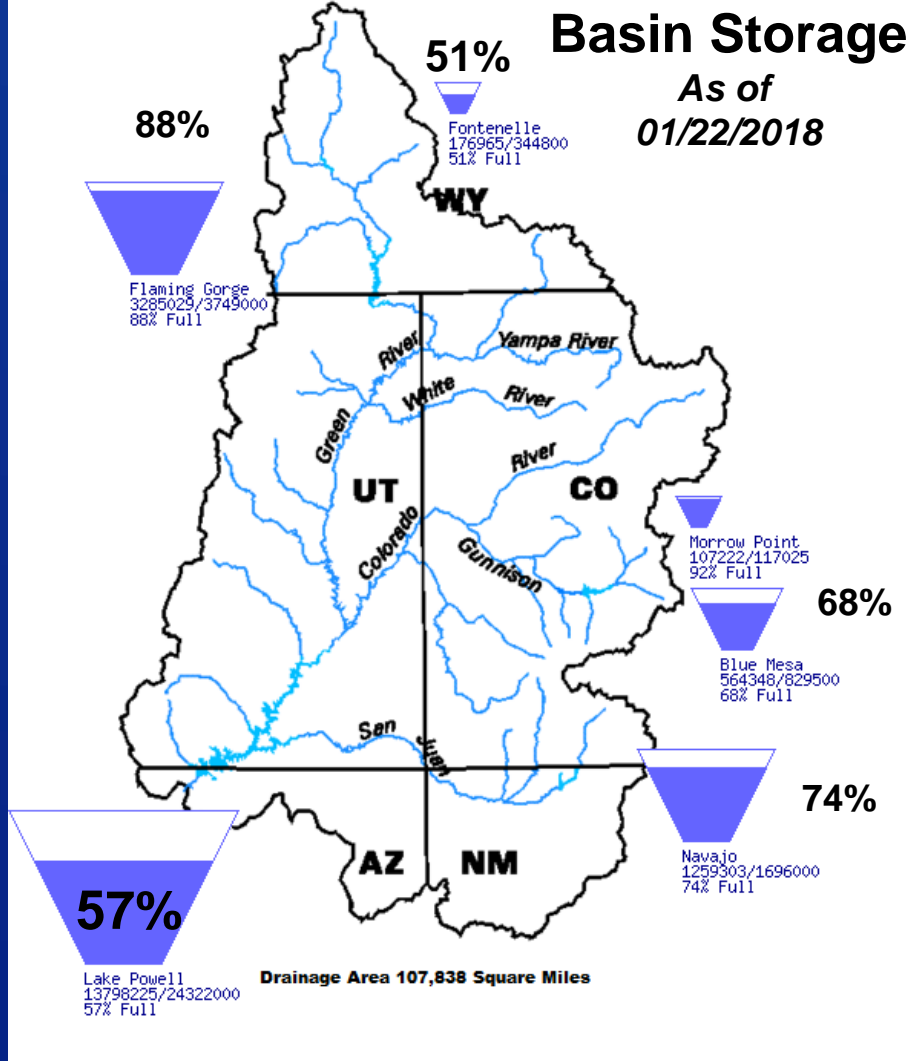 Basin Storage
As of
01/22/2018
51%
Fontenelle
176965/344800
51% Full
88%
Flaming Gorge
3285029/3749000
88% Full
WY
Yampa River
Green River
White River
UT
CO
Colorado River
Gunnison
Morrow Point
107222/117025
92% Full
68%
Blue Mesa
564348/829500
68% Full
San Juan
74%
Navajo
1259303/1696000
74% Full
AZ
NM
57%
Lake Powell
13798225/24322000
57% Full
Drainage Area 107,838 Square Miles